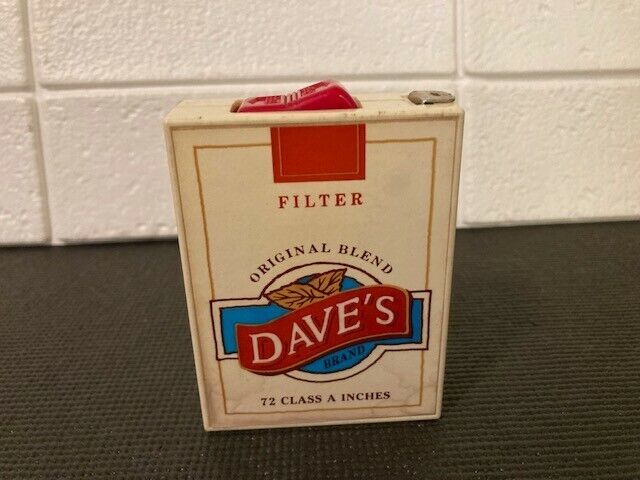 FILTER
ORIGINAL BLEND
DAVE'S
BRAND
72 CLASS A INCHES